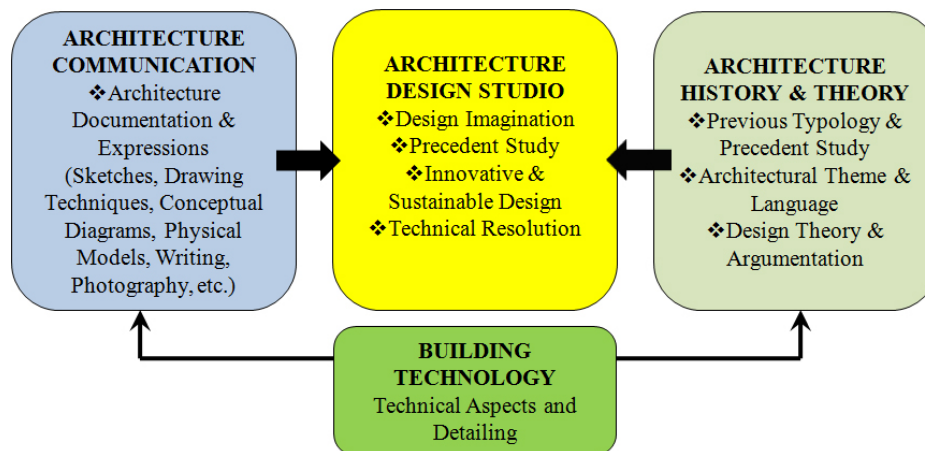 ARCHITECTURE
COMMUNICATION
❖Architecture
Documentation &
Expressions
(Sketches, Drawing
Techniques, Conceptual
Diagrams, Physical
Models, Writing,
Photography, etc.)
ARCHITECTURE
DESIGN STUDIO
❖Design Imagination
❖Precedent Study
❖Innovative &
Sustainable Design
❖Technical Resolution
ARCHITECTURE
HISTORY & THEORY
❖Previous Typology &
Precedent Study
❖Architectural Theme &
Language
❖Design Theory &
Argumentation
BUILDING
TECHNOLOGY
Technical Aspects and
Detailing